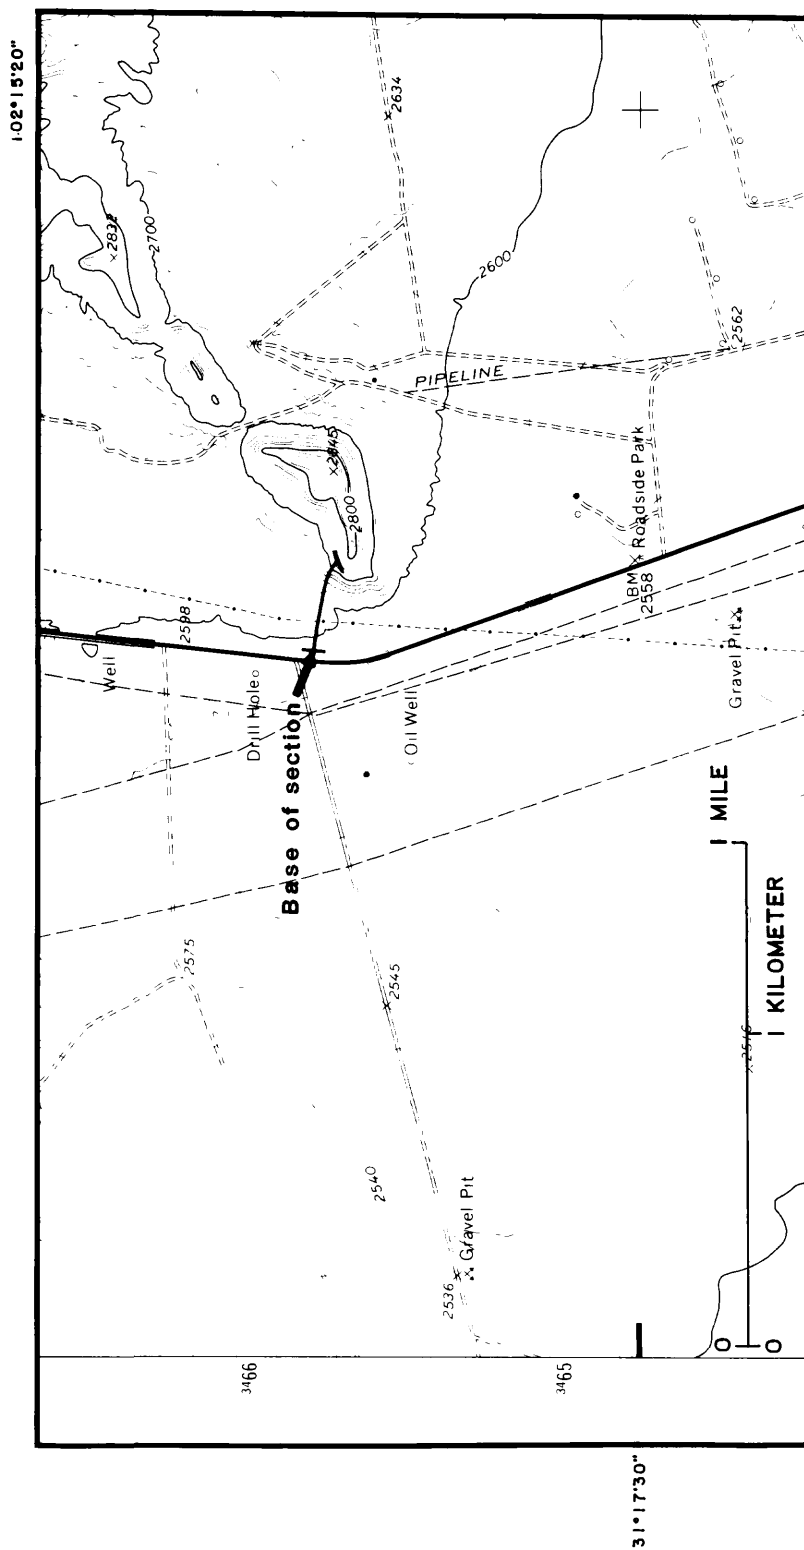 1.02°15'20"
2634
2832
2700
2600
2562
PIPELINE
2845
2800
BM
Roadside Park
2558
2598
Well
Drill Hole
Oil Well
Gravel Pit
Base of section
1 MILE
1 KILOMETER
2575
2545
2516
2540
Gravel Pit
2536
0
0
3466
3465
31°17'30"